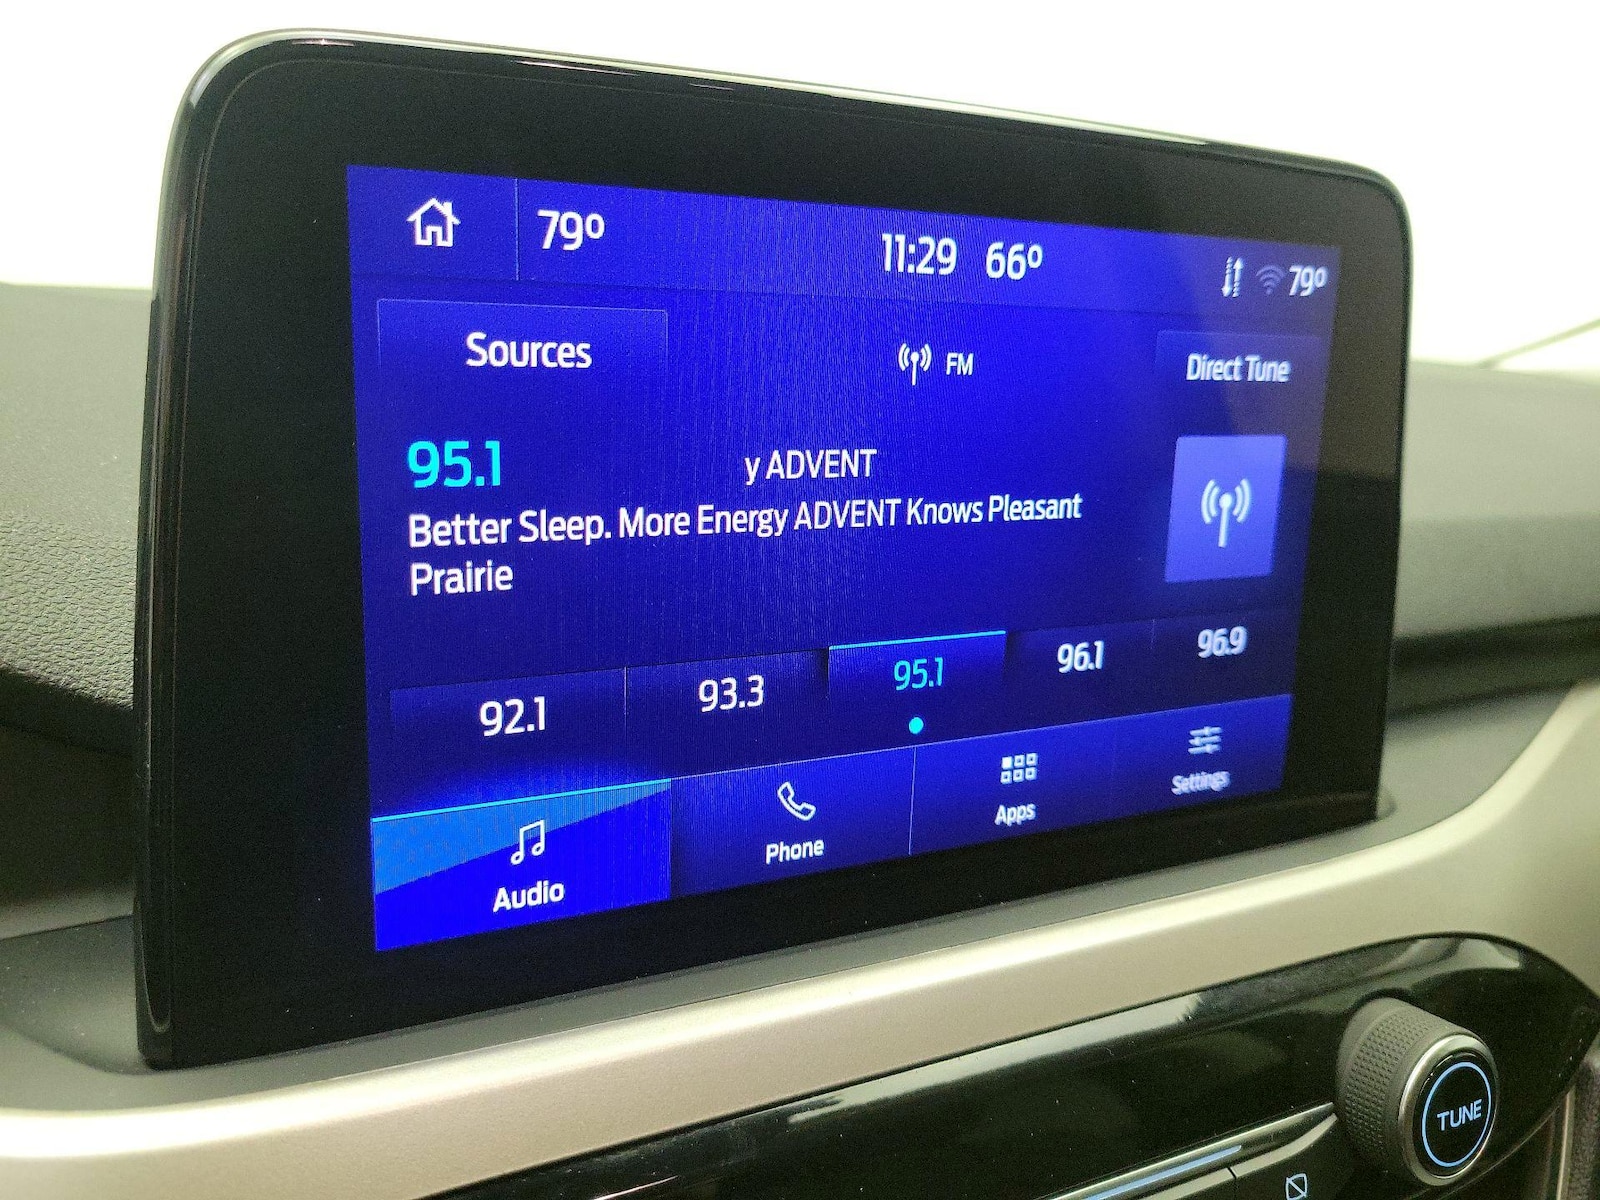 79° 11:29 66° 79°
Sources FM Direct Tune
95.1 y ADVENT
Better Sleep. More Energy ADVENT Knows Pleasant
Prairie
92.1 93.3 95.1 96.1 96.9
Audio Phone Apps Settings
TUNE